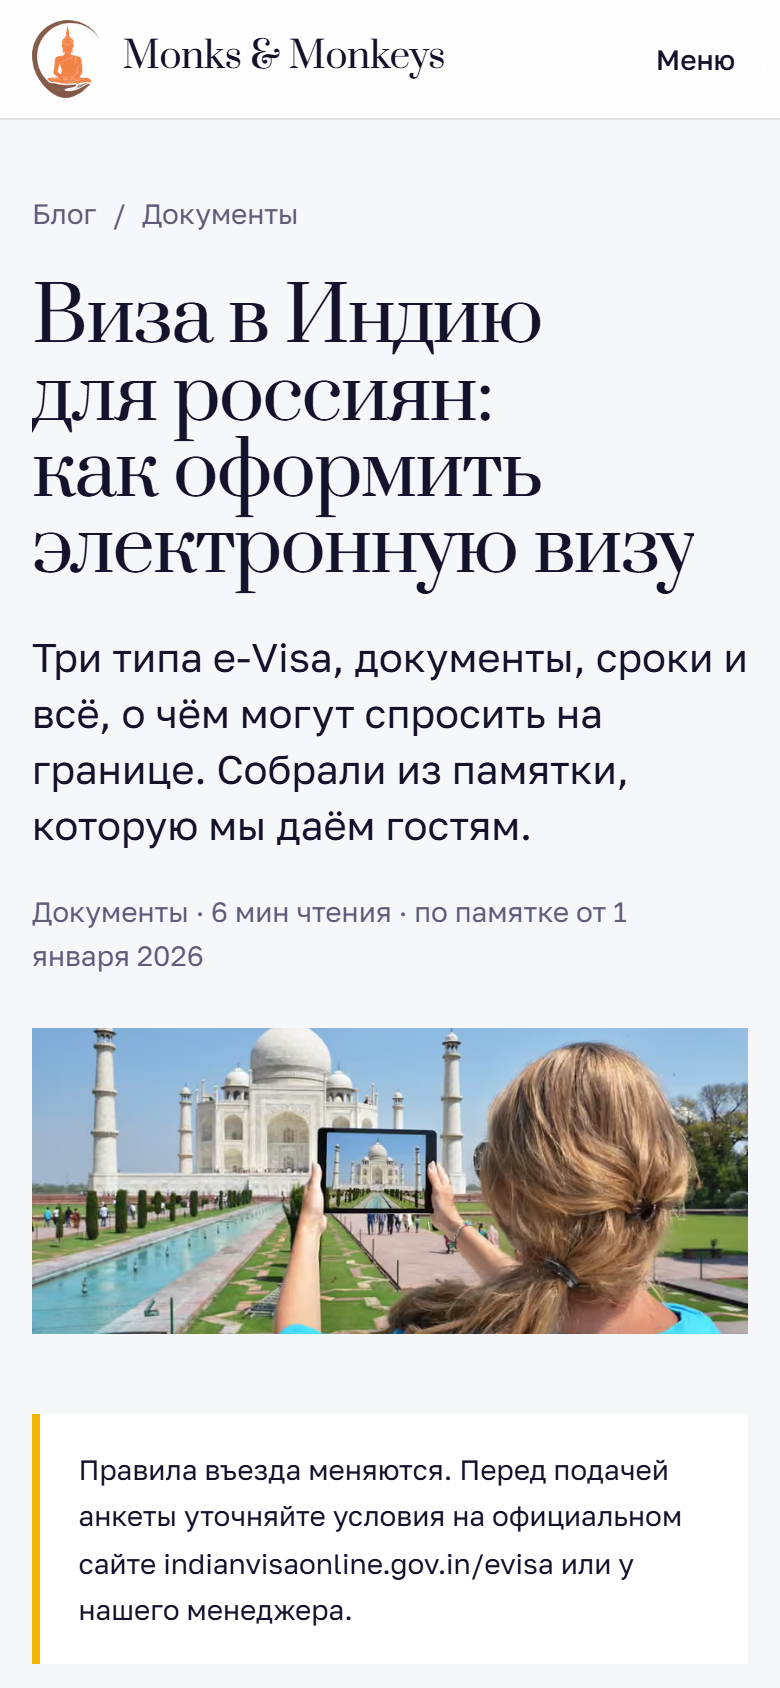 Monks & Monkeys
Меню
Блог / Документы
Виза в Индию
для россиян:
как оформить
электронную визу
Три типа e-Visa, документы, сроки и
всё, о чём могут спросить на
границе. Собрали из памятки,
которую мы даём гостям.
Документы · 6 мин чтения · по памятке от 1
января 2026
Правила въезда меняются. Перед подачей
анкеты уточняйте условия на официальном
сайте indianvisaonline.gov.in/evisa или у
нашего менеджера.